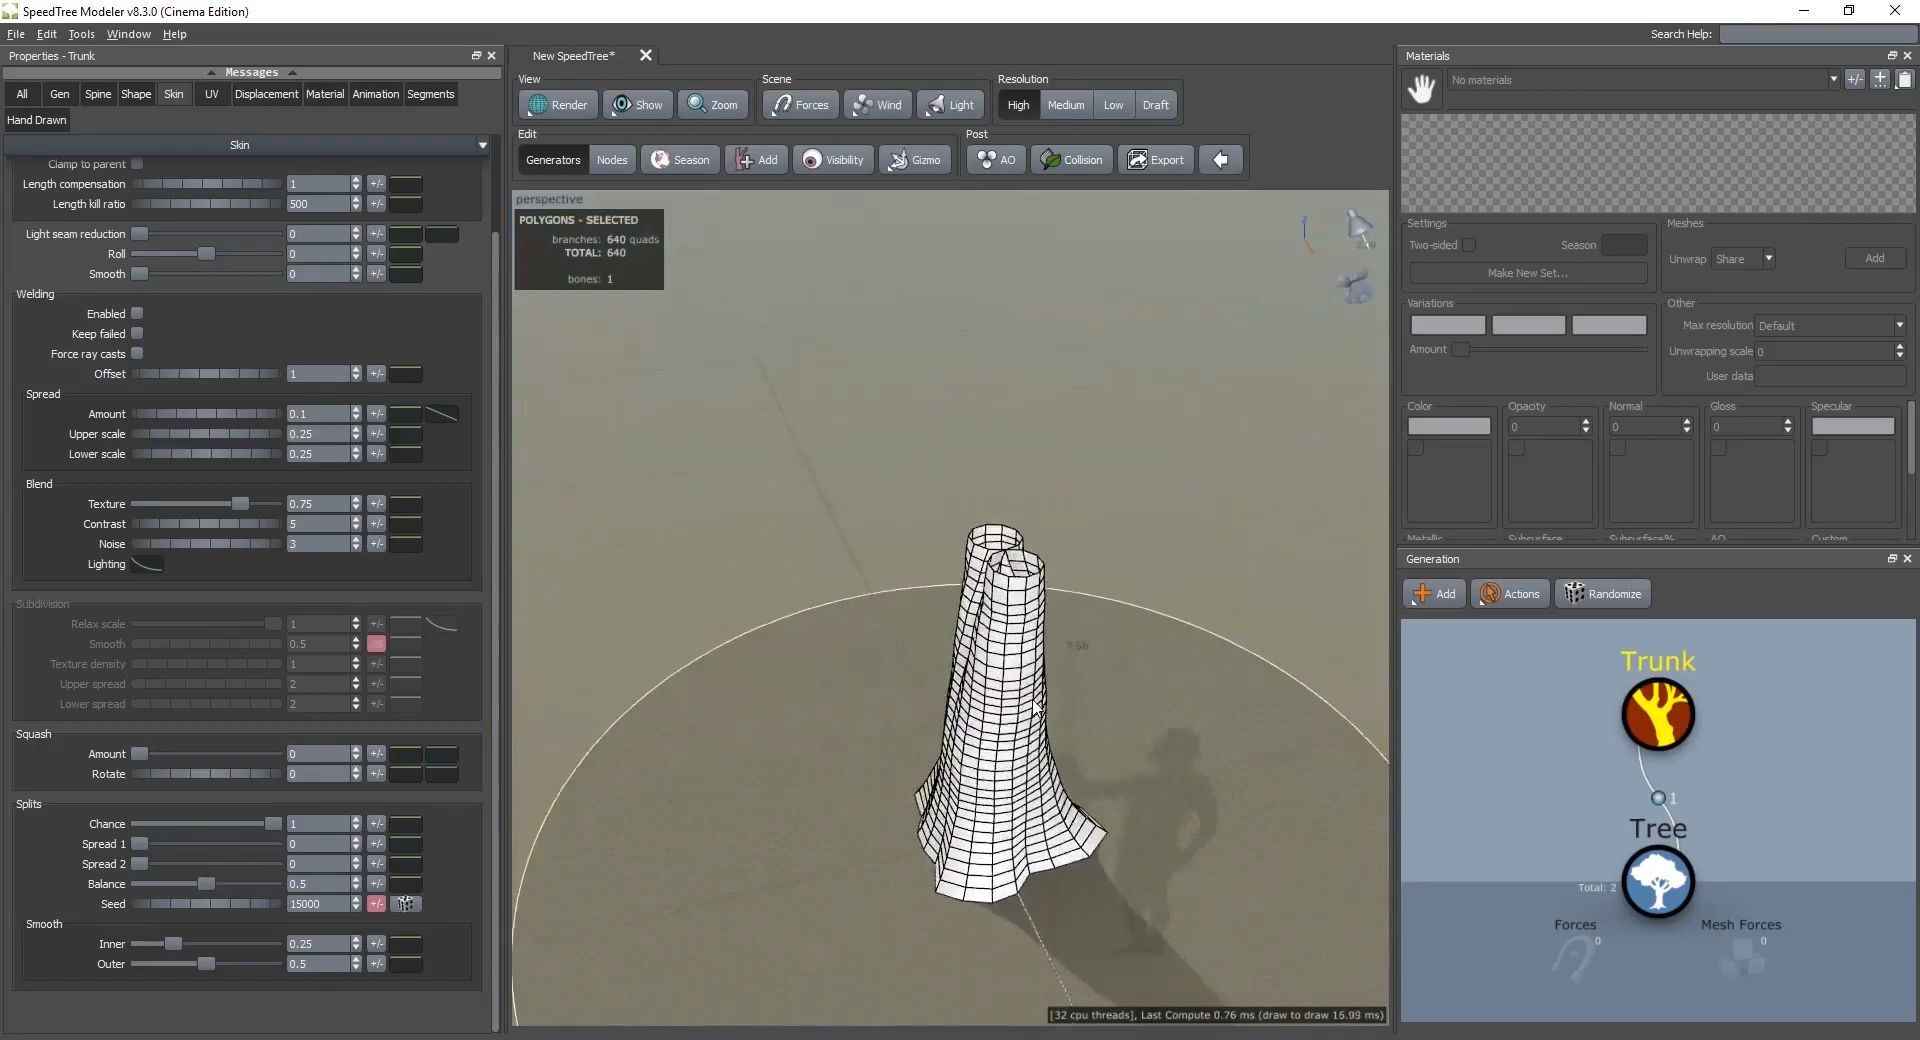 SpeedTree Modeler v8.3.0 (Cinema Edition)
File Edit Tools Window Help
Search Help:
Properties - Trunk
Messages
All Gen Spine Shape Skin UV Displacement Material Animation Segments
Hand Drawn
Skin
Clamp to parent
Length compensation 1 +/-
Length kill ratio 500 +/-
Light seam reduction 0 +/-
Roll 0 +/-
Smooth 0 +/-
Welding
Enabled
Keep failed
Force ray casts
Offset 1 +/-
Spread
Amount 0.1 +/-
Upper scale 0.25 +/-
Lower scale 0.25 +/-
Blend
Texture 0.75 +/-
Contrast 5 +/-
Noise 3 +/-
Lighting
Subdivision
Relax scale 1 +/-
Smooth 0.5
Texture density 1 +/-
Upper spread 2 +/-
Lower spread 2 +/-
Squash
Amount 0 +/-
Rotate 0 +/-
Splits
Chance 1 +/-
Spread 1 0 +/-
Spread 2 0 +/-
Balance 0.5 +/-
Seed 15000 +/-
Smooth
Inner 0.25 +/-
Outer 0.5 +/-
New SpeedTree*
View
Render Show Zoom
Scene
Forces Wind Light
Resolution
High Medium Low Draft
Edit
Generators Nodes Season Add Visibility Gizmo
Post
AO Collision Export
perspective
POLYGONS - SELECTED
branches: 640 quads
TOTAL: 640
bones: 1
[32 cpu threads], Last Compute 0.76 ms (draw to draw 16.99 ms)
Materials
No materials +/-
Settings
Two-sided Season
Make New Set...
Meshes
Unwrap Share Add
Variations
Amount
Other
Max resolution Default
Unwrapping scale 0
User data
Color Opacity Normal Gloss Specular
0 0 0
Metallic Subsurface Subsurface% AO Custom
Generation
Add Actions Randomize
Trunk
1
Tree
Total: 2
Forces Mesh Forces
0 0